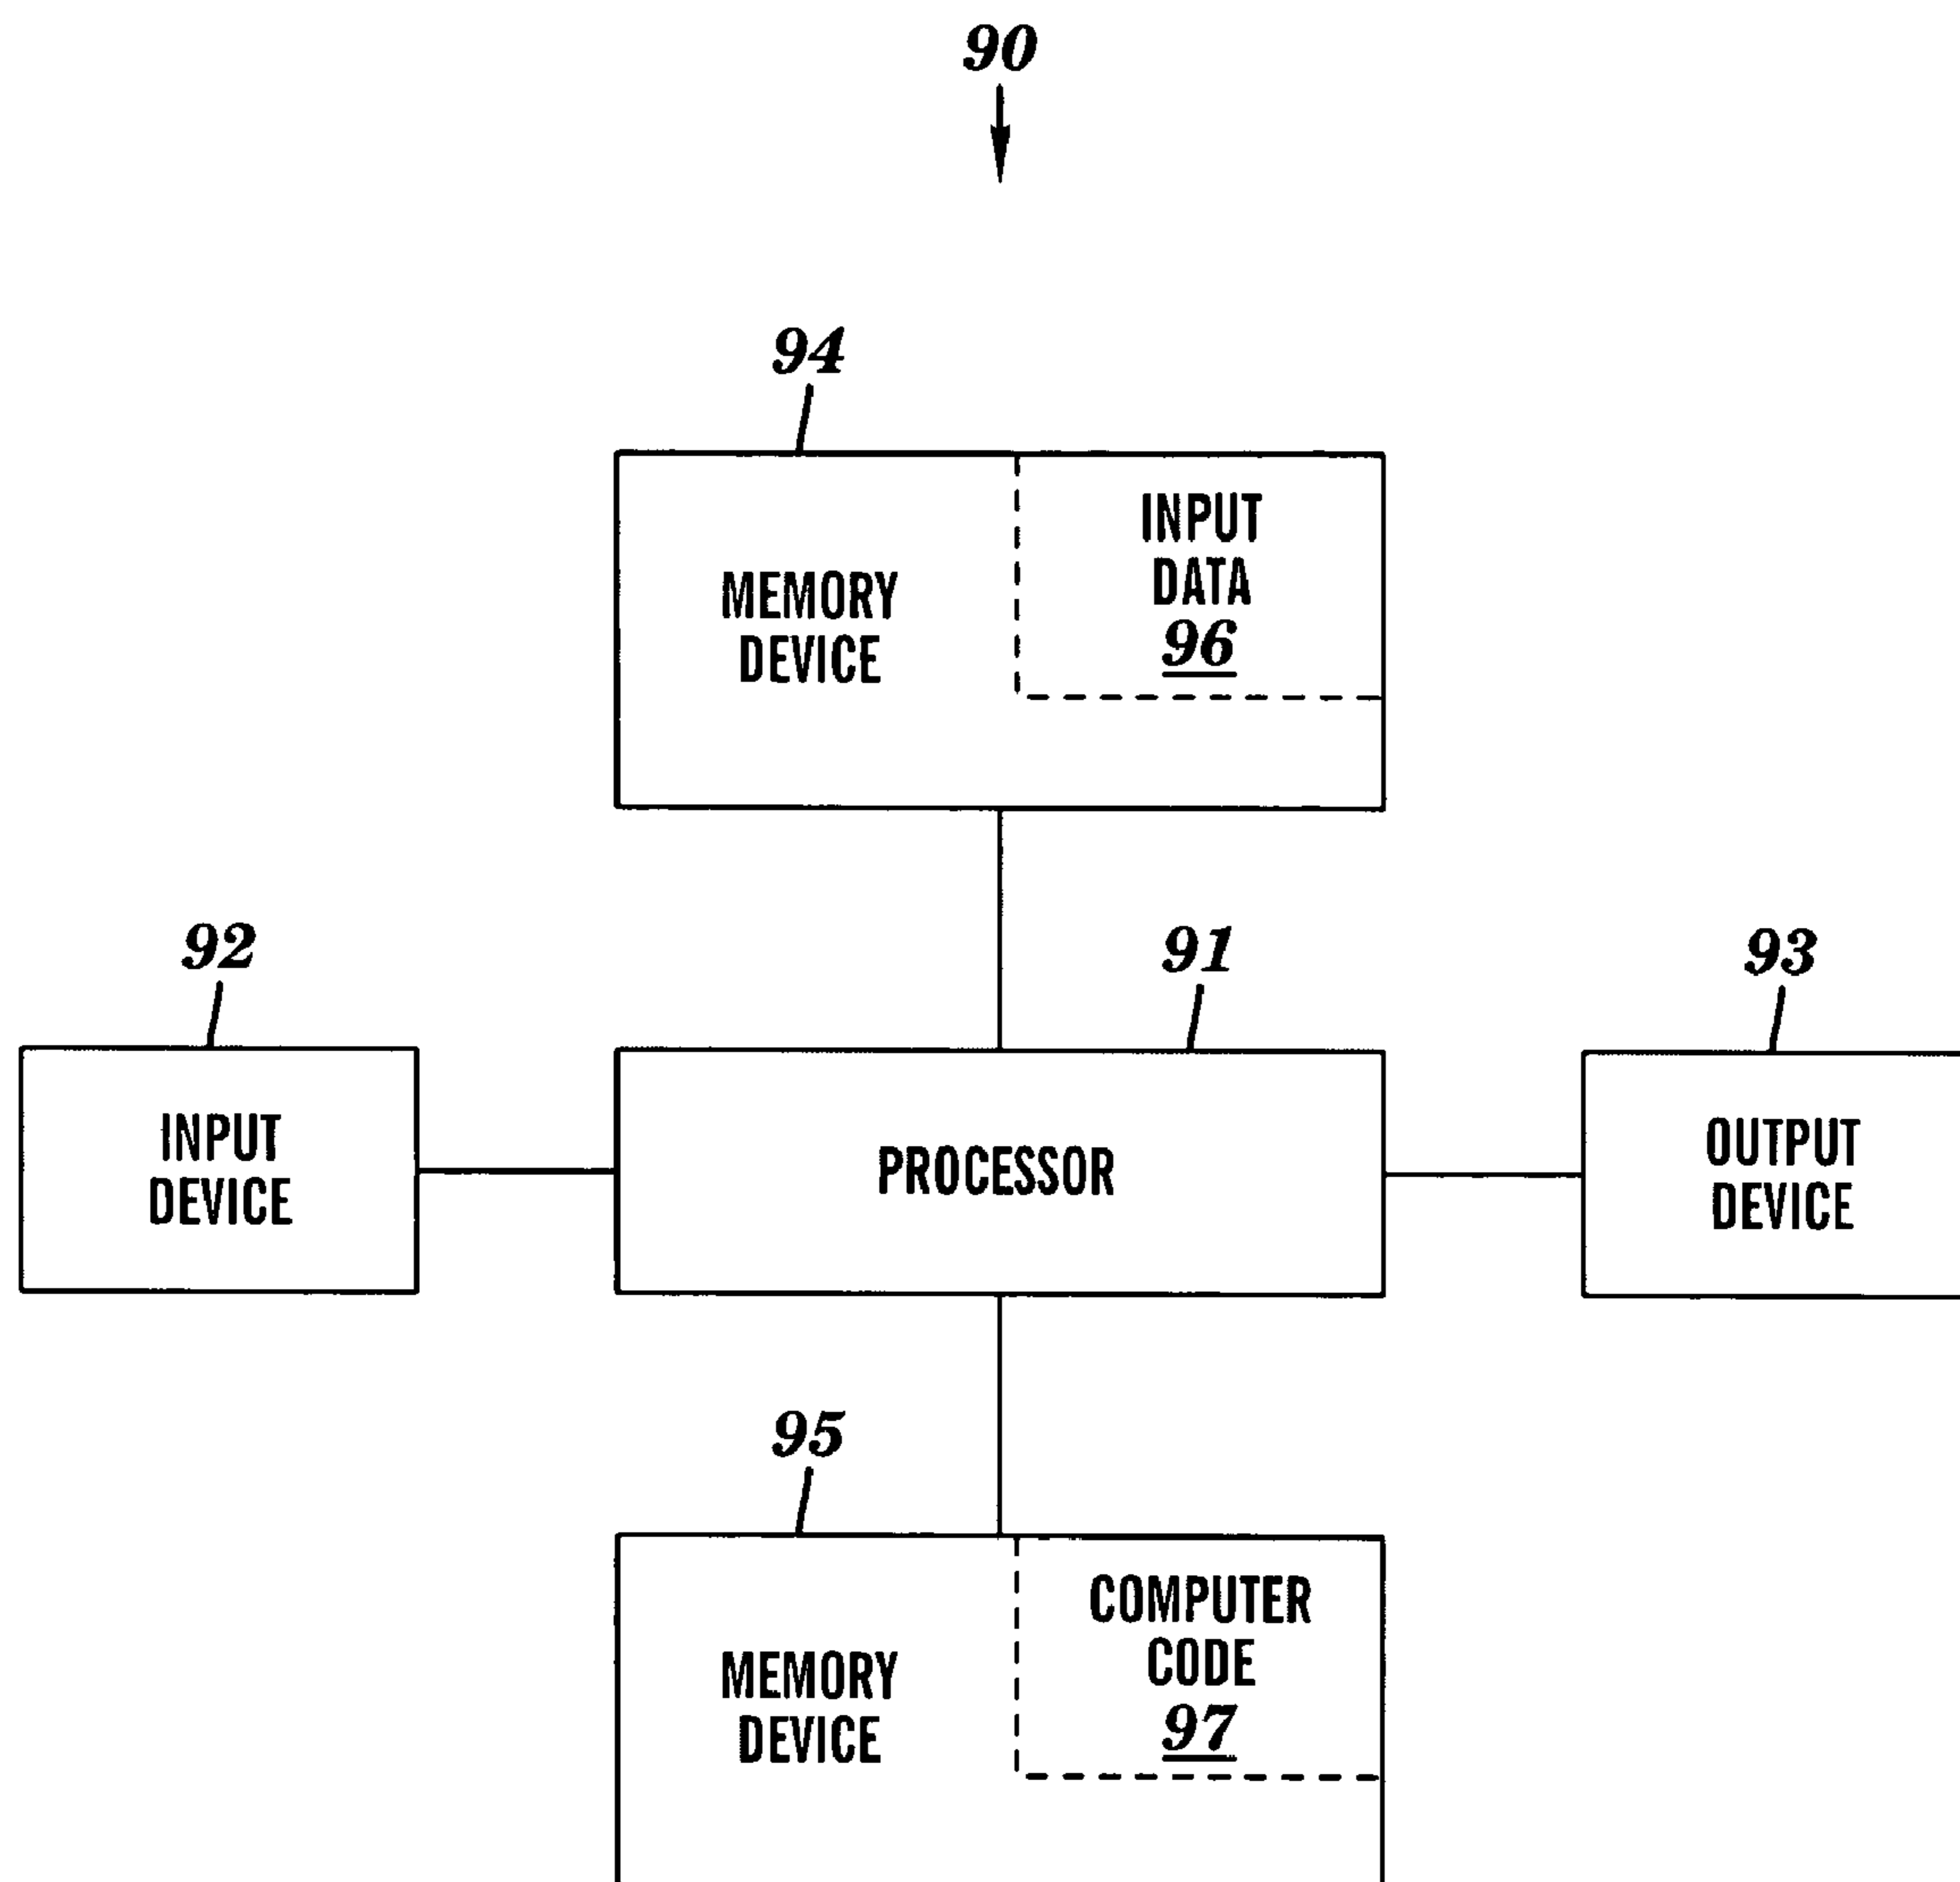 90
94
MEMORY
DEVICE
INPUT
DATA
96
92
INPUT
DEVICE
91
PROCESSOR
93
OUTPUT
DEVICE
95
MEMORY
DEVICE
COMPUTER
CODE
97